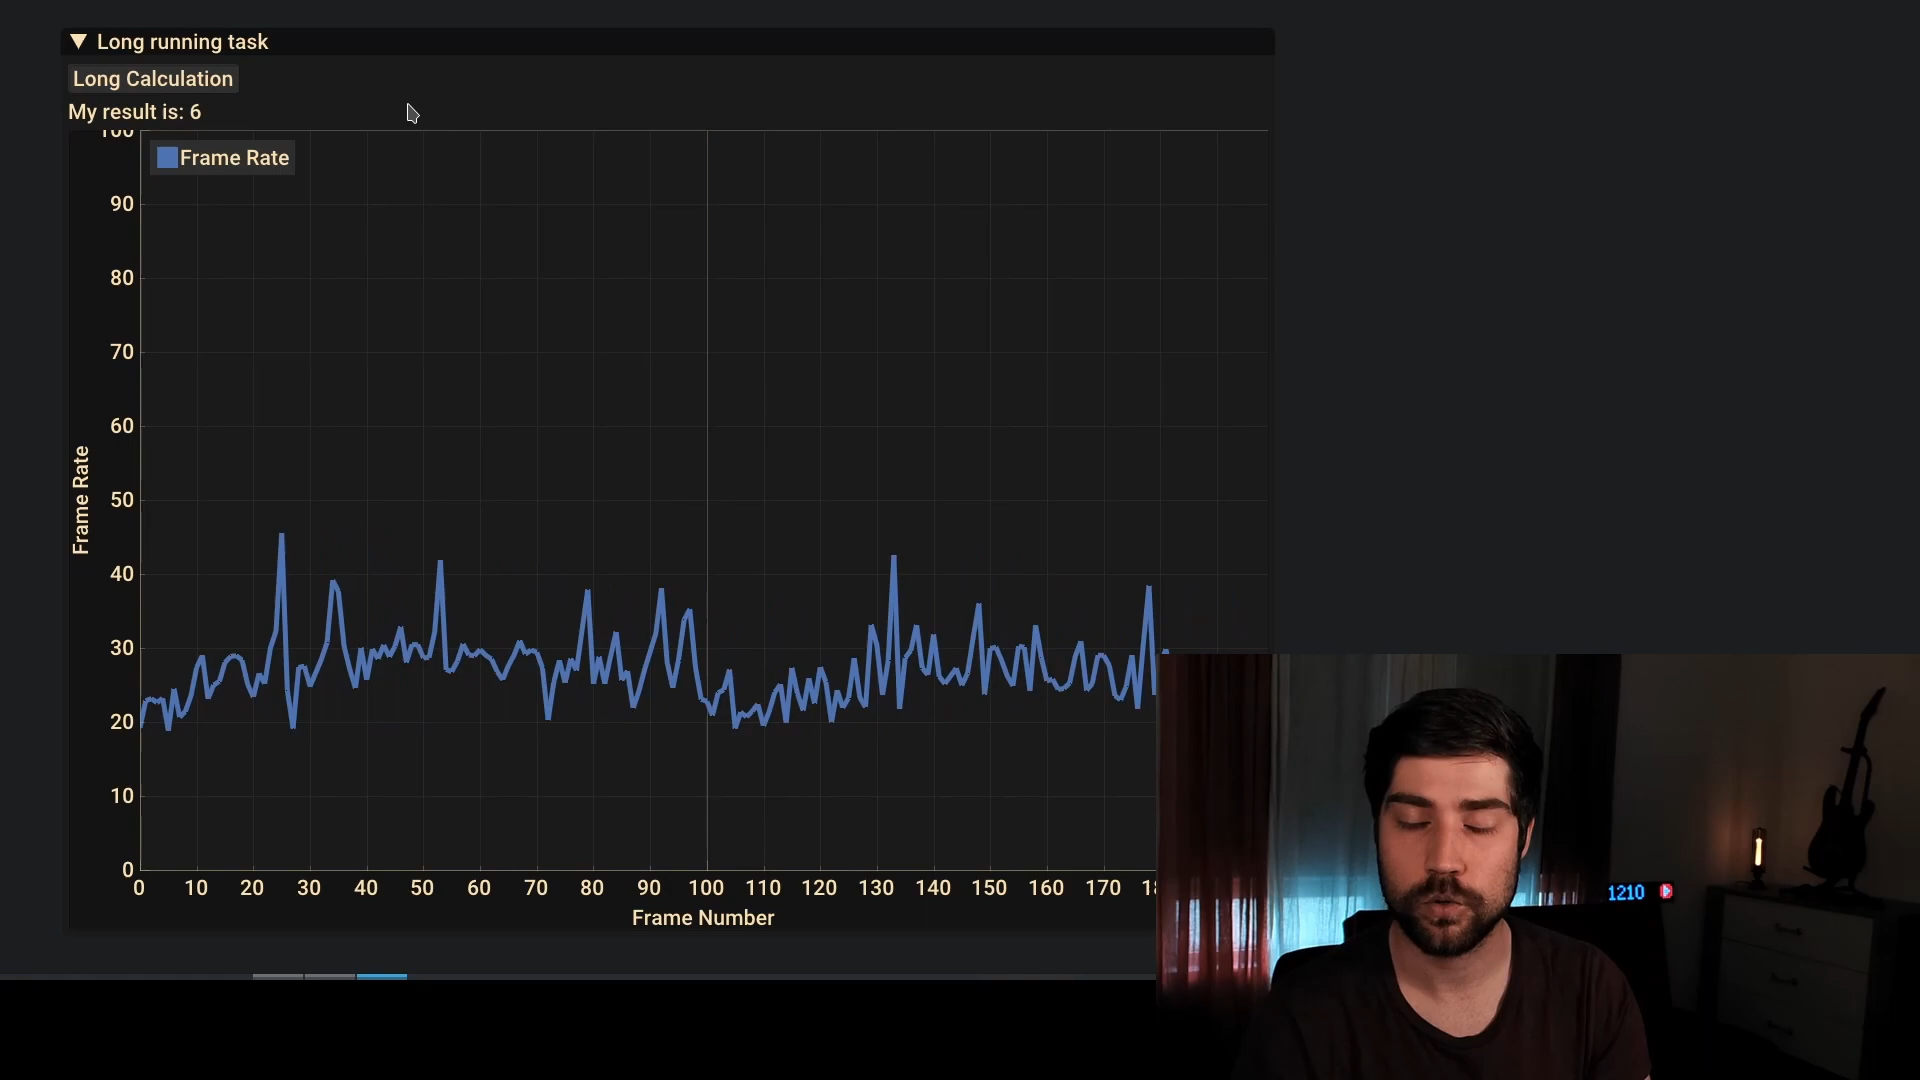 Long running task
Long Calculation
My result is: 6
100
Frame Rate
90
80
70
60
50
40
30
20
10
0
Frame Rate
0 10 20 30 40 50 60 70 80 90 100 110 120 130 140 150 160 170
Frame Number
1210